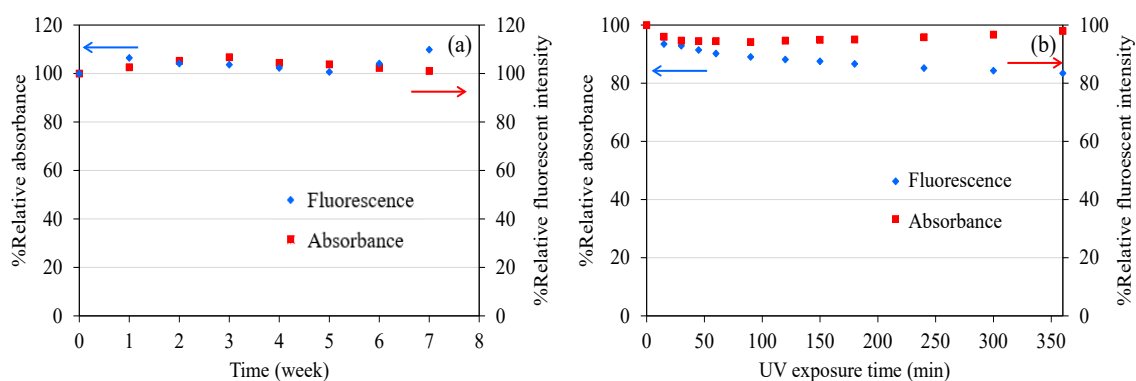 %Relative absorbance
120
100
80
60
40
20
0
(a)
Fluorescence
Absorbance
120
100
80
60
40
20
0
%Relative fluorescent intensity
0 1 2 3 4 5 6 7 8
Time (week)
%Relative absorbance
100
80
60
40
20
0
(b)
Fluorescence
Absorbance
100
80
60
40
20
0
%Relative fluroescent intensity
0 50 100 150 200 250 300 350
UV exposure time (min)